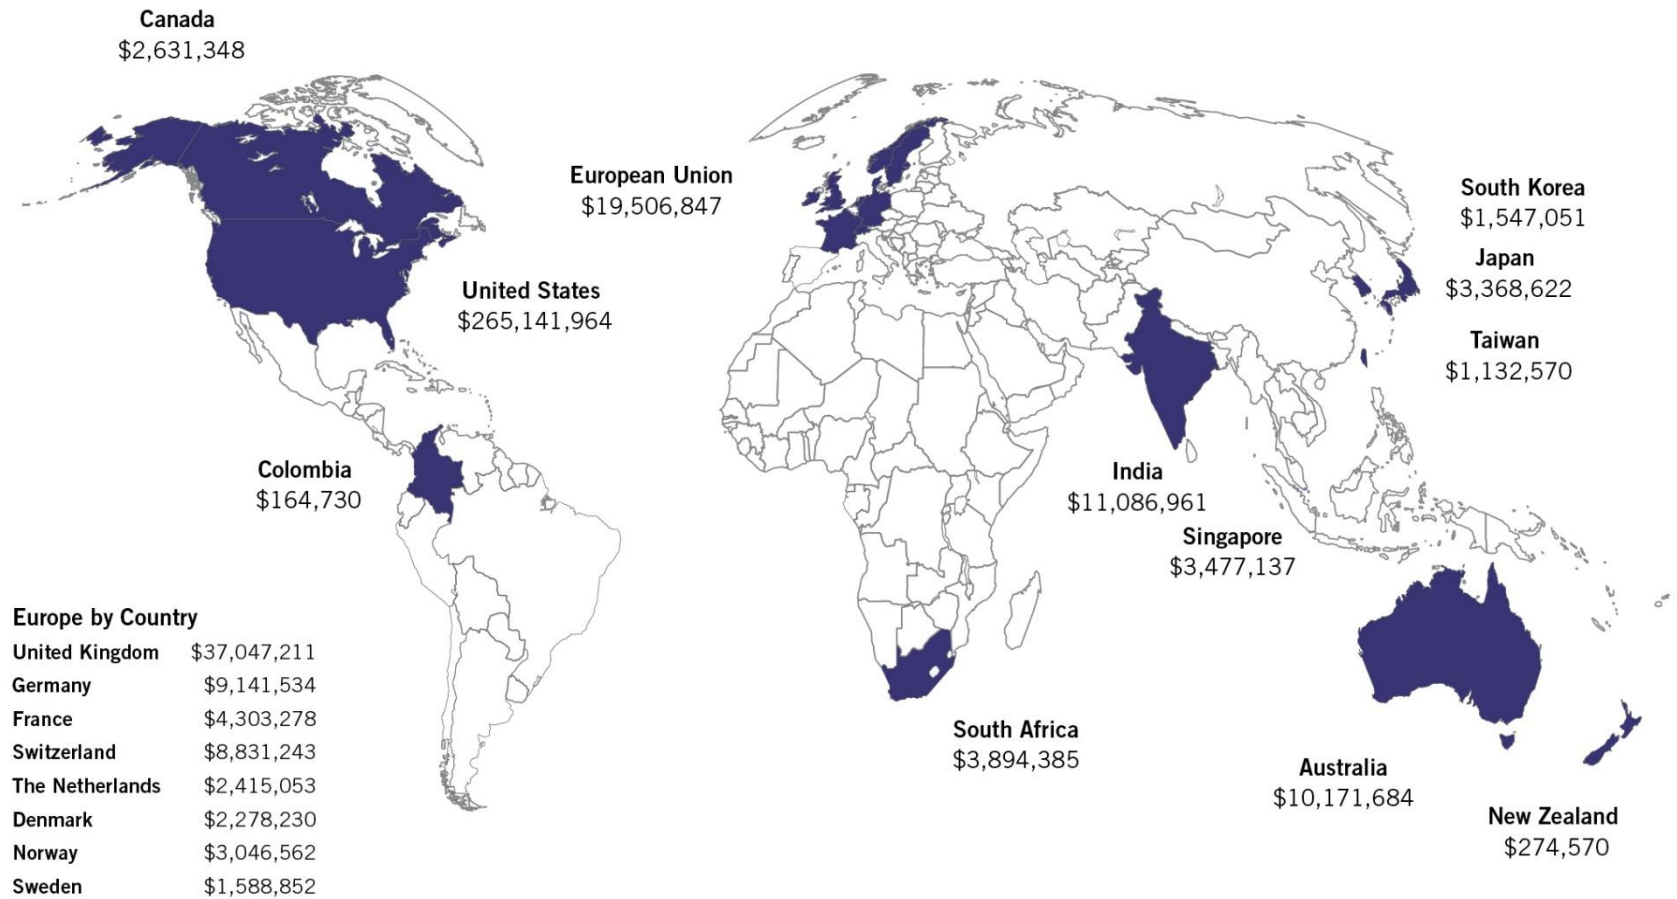 Canada
$2,631,348
European Union
$19,506,847
South Korea
$1,547,051
Japan
$3,368,622
United States
$265,141,964
Taiwan
$1,132,570
Colombia
$164,730
India
$11,086,961
Singapore
$3,477,137
Europe by Country
United Kingdom $37,047,211
Germany $9,141,534
France $4,303,278
Switzerland $8,831,243
The Netherlands $2,415,053
Denmark $2,278,230
Norway $3,046,562
Sweden $1,588,852
South Africa
$3,894,385
Australia
$10,171,684
New Zealand
$274,570